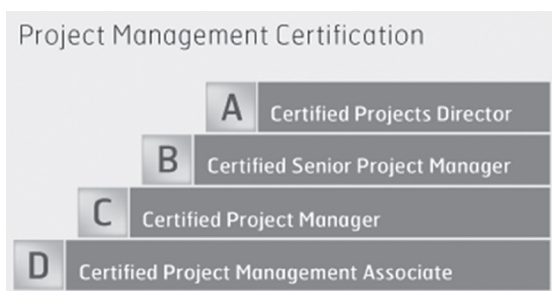 Project Management Certification
A Certified Projects Director
B Certified Senior Project Manager
C Certified Project Manager
D Certified Project Management Associate